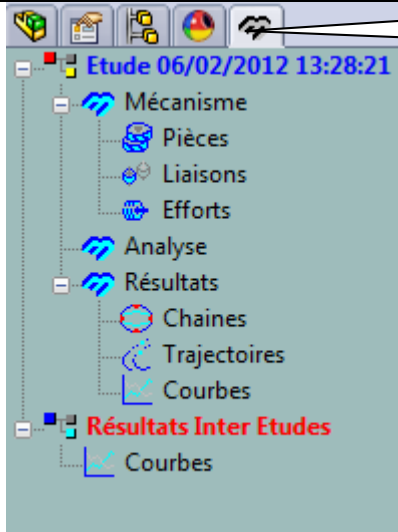 Etude 06/02/2012 13:28:21
Mécanisme
Pièces
Liaisons
Efforts
Analyse
Résultats
Chaines
Trajectoires
Courbes
Résultats Inter Etudes
Courbes